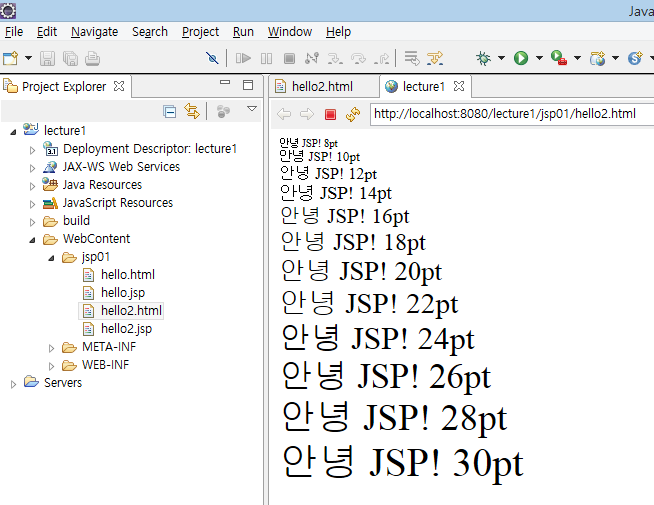 Java
File Edit Navigate Search Project Run Window Help
Project Explorer
hello2.html lecture1
http://localhost:8080/lecture1/jsp01/hello2.html
lecture1
Deployment Descriptor: lecture1
JAX-WS Web Services
Java Resources
JavaScript Resources
build
WebContent
jsp01
hello.html
hello.jsp
hello2.html
hello2.jsp
META-INF
WEB-INF
Servers
안녕 JSP! 8pt
안녕 JSP! 10pt
안녕 JSP! 12pt
안녕 JSP! 14pt
안녕 JSP! 16pt
안녕 JSP! 18pt
안녕 JSP! 20pt
안녕 JSP! 22pt
안녕 JSP! 24pt
안녕 JSP! 26pt
안녕 JSP! 28pt
안녕 JSP! 30pt